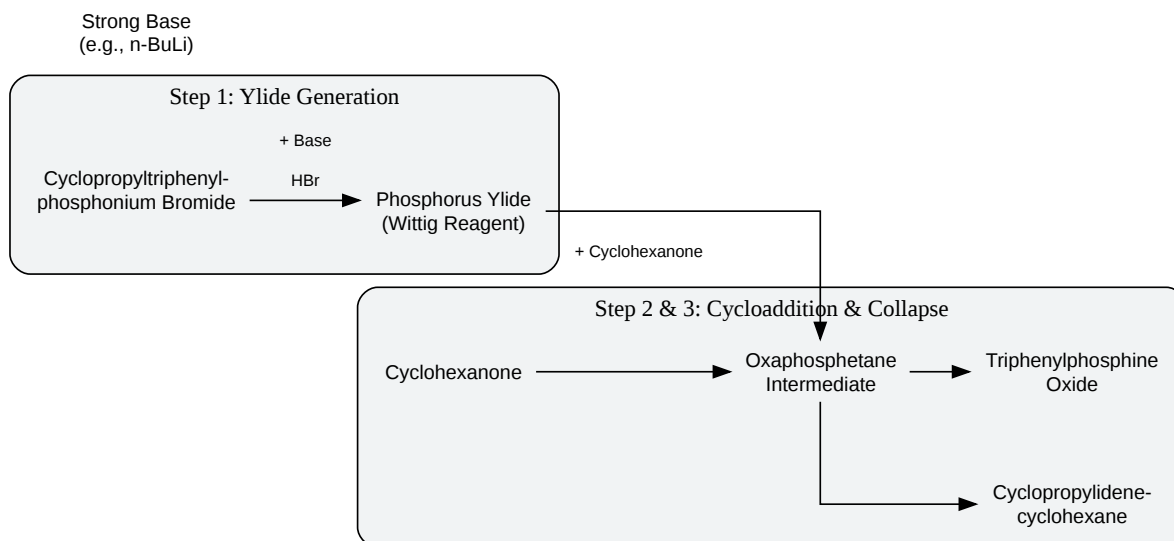 Strong Base
(e.g., n-BuLi)
Step 1: Ylide Generation
+ Base
HBr
Cyclopropyltriphenyl-
phosphonium Bromide
Phosphorus Ylide
(Wittig Reagent)
+ Cyclohexanone
Step 2 & 3: Cycloaddition & Collapse
Cyclohexanone
Oxaphosphetane
Intermediate
Triphenylphosphine
Oxide
Cyclopropylidene-
cyclohexane